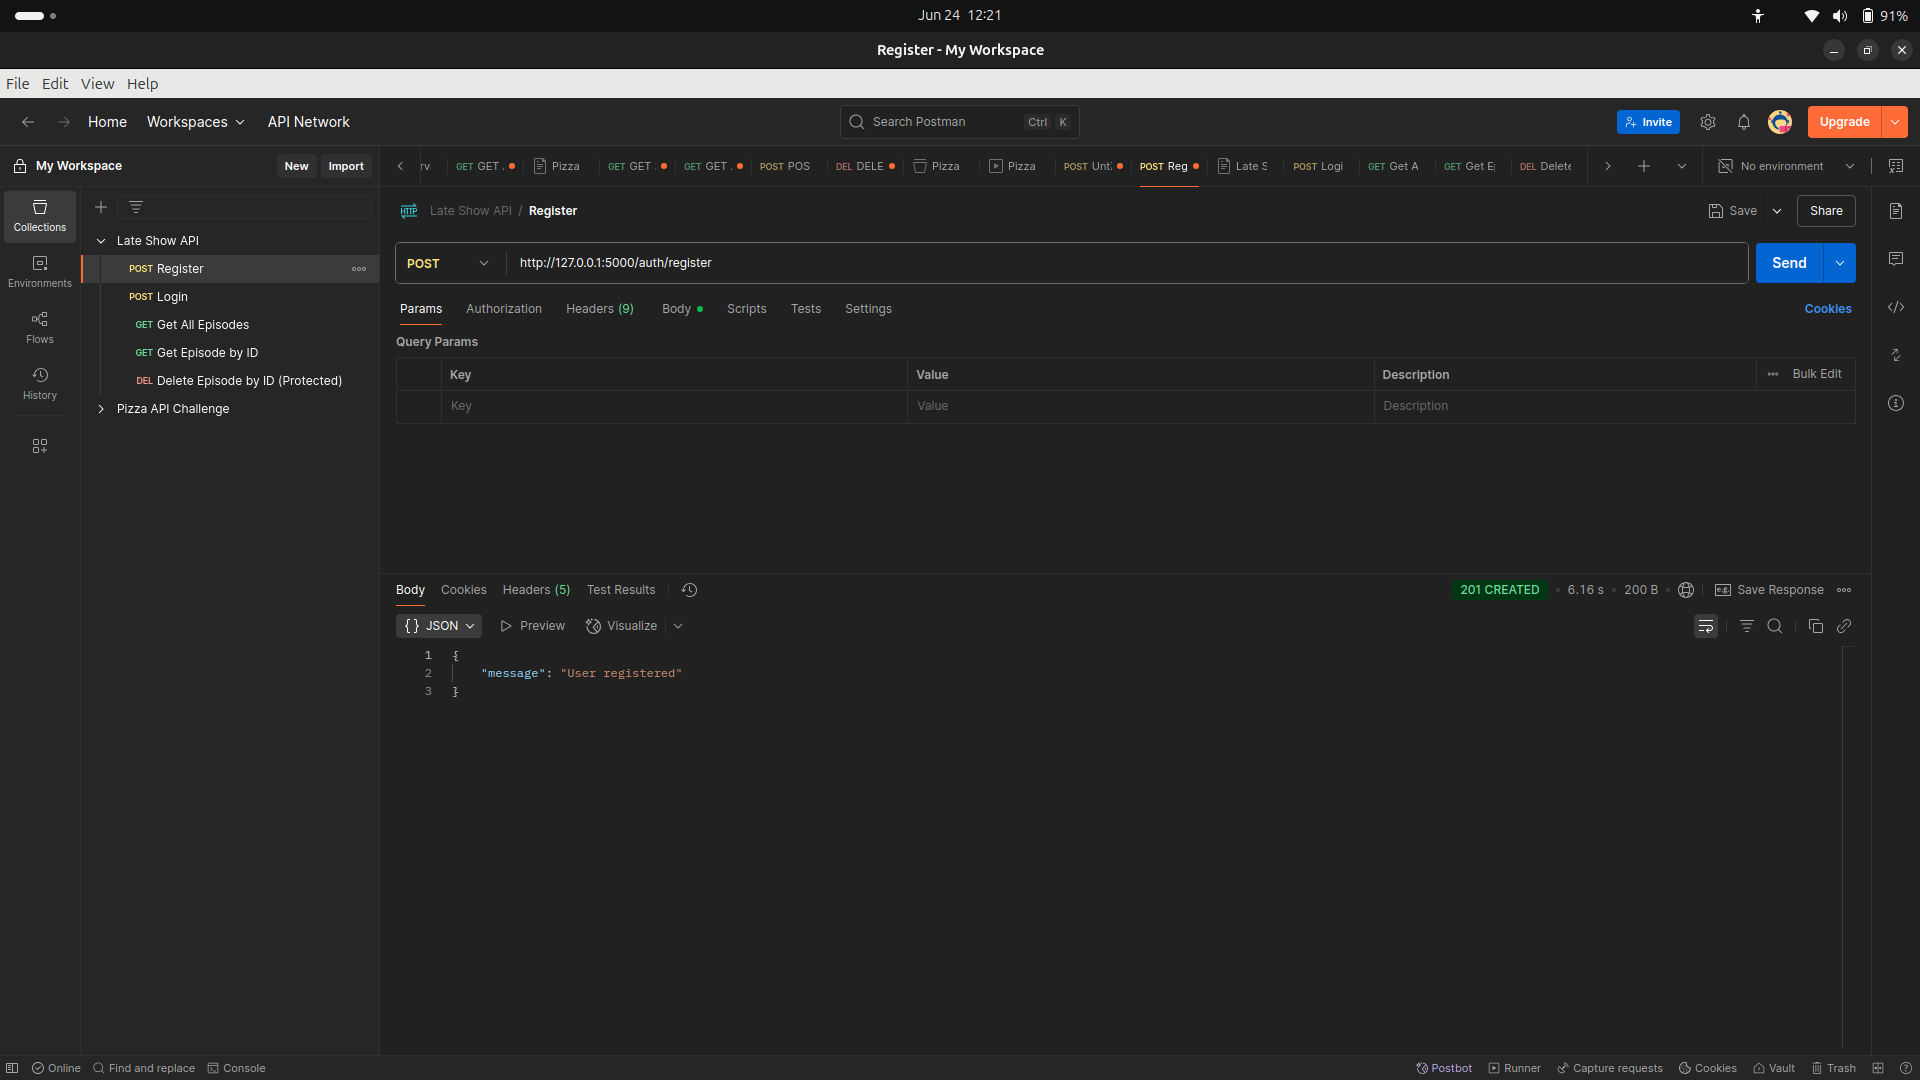 Jun 24 12:21
91%
Register - My Workspace
File Edit View Help
Home Workspaces API Network
Search Postman Ctrl K
Invite Upgrade
My Workspace New Import
rv GET GET . Pizza GET GET GET GET . POST POS DEL DELE Pizza Pizza POST Unt POST Reg Late S POST Logi GET Get A GET Get E DEL Delete No environment
Collections
Environments
Flows
History
Late Show API
POST Register
POST Login
GET Get All Episodes
GET Get Episode by ID
DEL Delete Episode by ID (Protected)
Pizza API Challenge
HTTP Late Show API / Register Save Share
POST http://127.0.0.1:5000/auth/register Send
Params Authorization Headers (9) Body Scripts Tests Settings Cookies
Query Params
Key Value Description Bulk Edit
Key Value Description
Body Cookies Headers (5) Test Results 201 CREATED • 6.16 s • 200 B e.g. Save Response
{} JSON Preview Visualize
1 {
2 "message": "User registered"
3 }
Online Find and replace Console Postbot Runner Capture requests Cookies Vault Trash